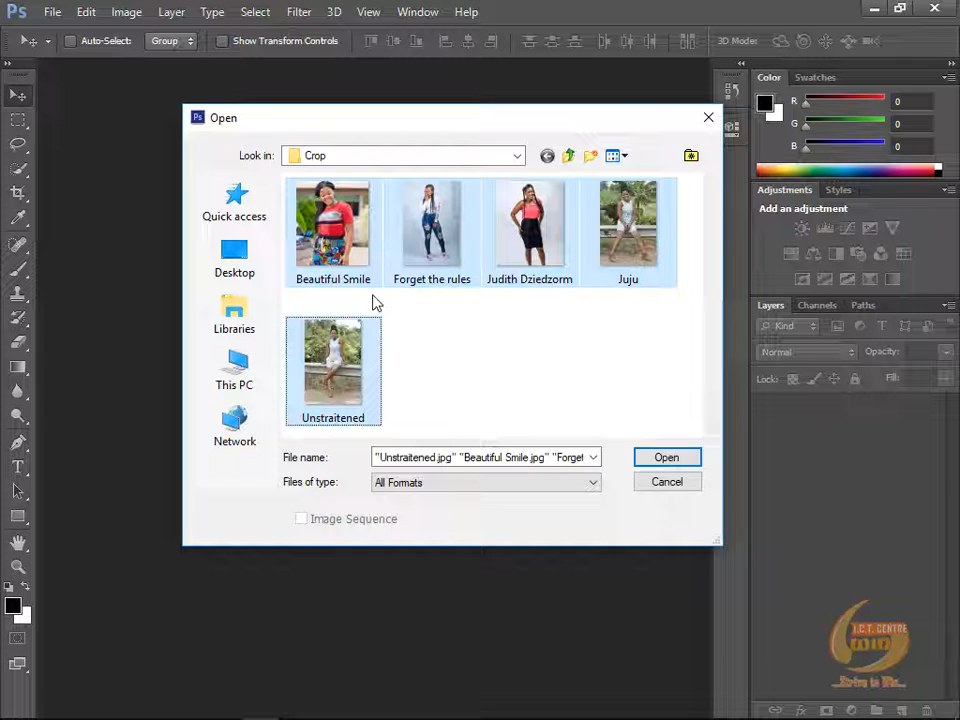 Ps File Edit Image Layer Type Select Filter 3D View Window Help
Auto-Select: Group Show Transform Controls 3D Mode:
Open
Look in: Crop
Quick access
Desktop
Libraries
This PC
Network
Beautiful Smile Forget the rules Judith Dziedzorm Juju
Unstraitened
File name: "Unstraitened.jpg" "Beautiful Smile.jpg" "Forget
Files of type: All Formats
Open
Cancel
Image Sequence
Color Swatches
R 0
G 0
B 0
Adjustments Styles
Add an adjustment
Layers Channels Paths
Kind
Normal Opacity:
Lock: Fill:
I.C.T. CENTRE